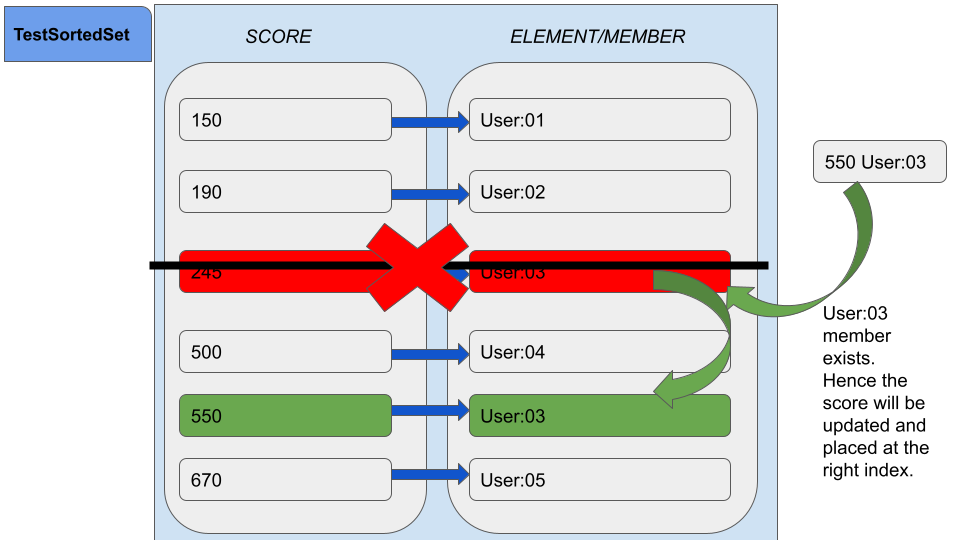 TestSortedSet
SCORE
ELEMENT/MEMBER
150
User:01
190
User:02
550 User:03
245
User:03
User:03
member
exists.
Hence the
score will be
updated and
placed at the
right index.
500
User:04
550
User:03
670
User:05